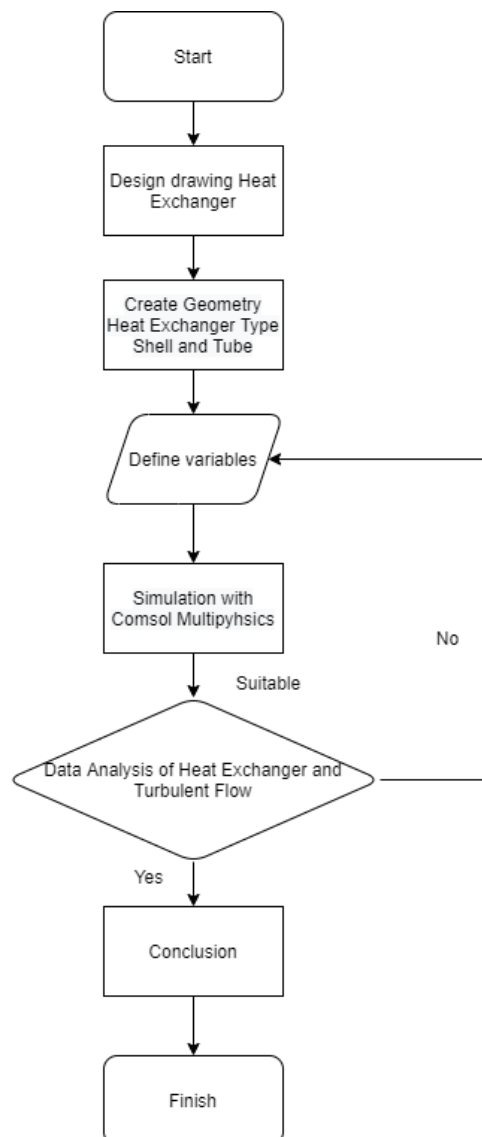 Start
Design drawing Heat
Exchanger
Create Geometry
Heat Exchanger Type
Shell and Tube
Define variables
Simulation with
Comsol Multipyhsics
No
Suitable
Data Analysis of Heat Exchanger and
Turbulent Flow
Yes
Conclusion
Finish